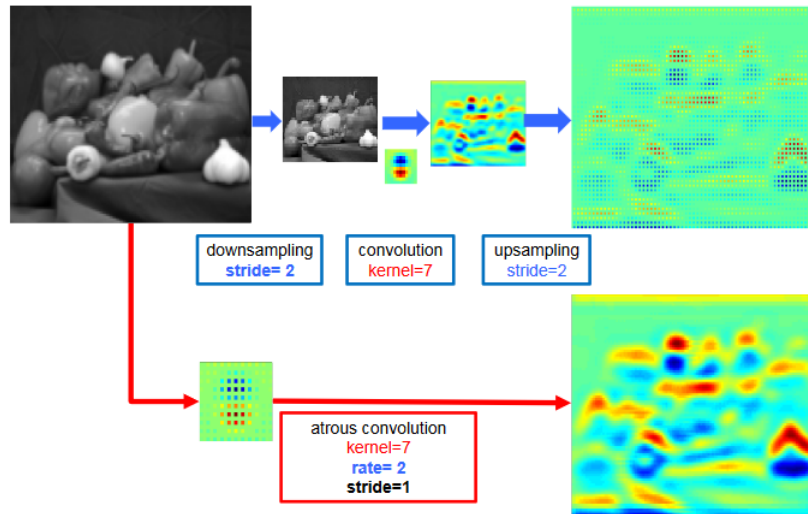 downsampling
stride= 2
convolution
kernel=7
upsampling
stride=2
atrous convolution
kernel=7
rate= 2
stride=1